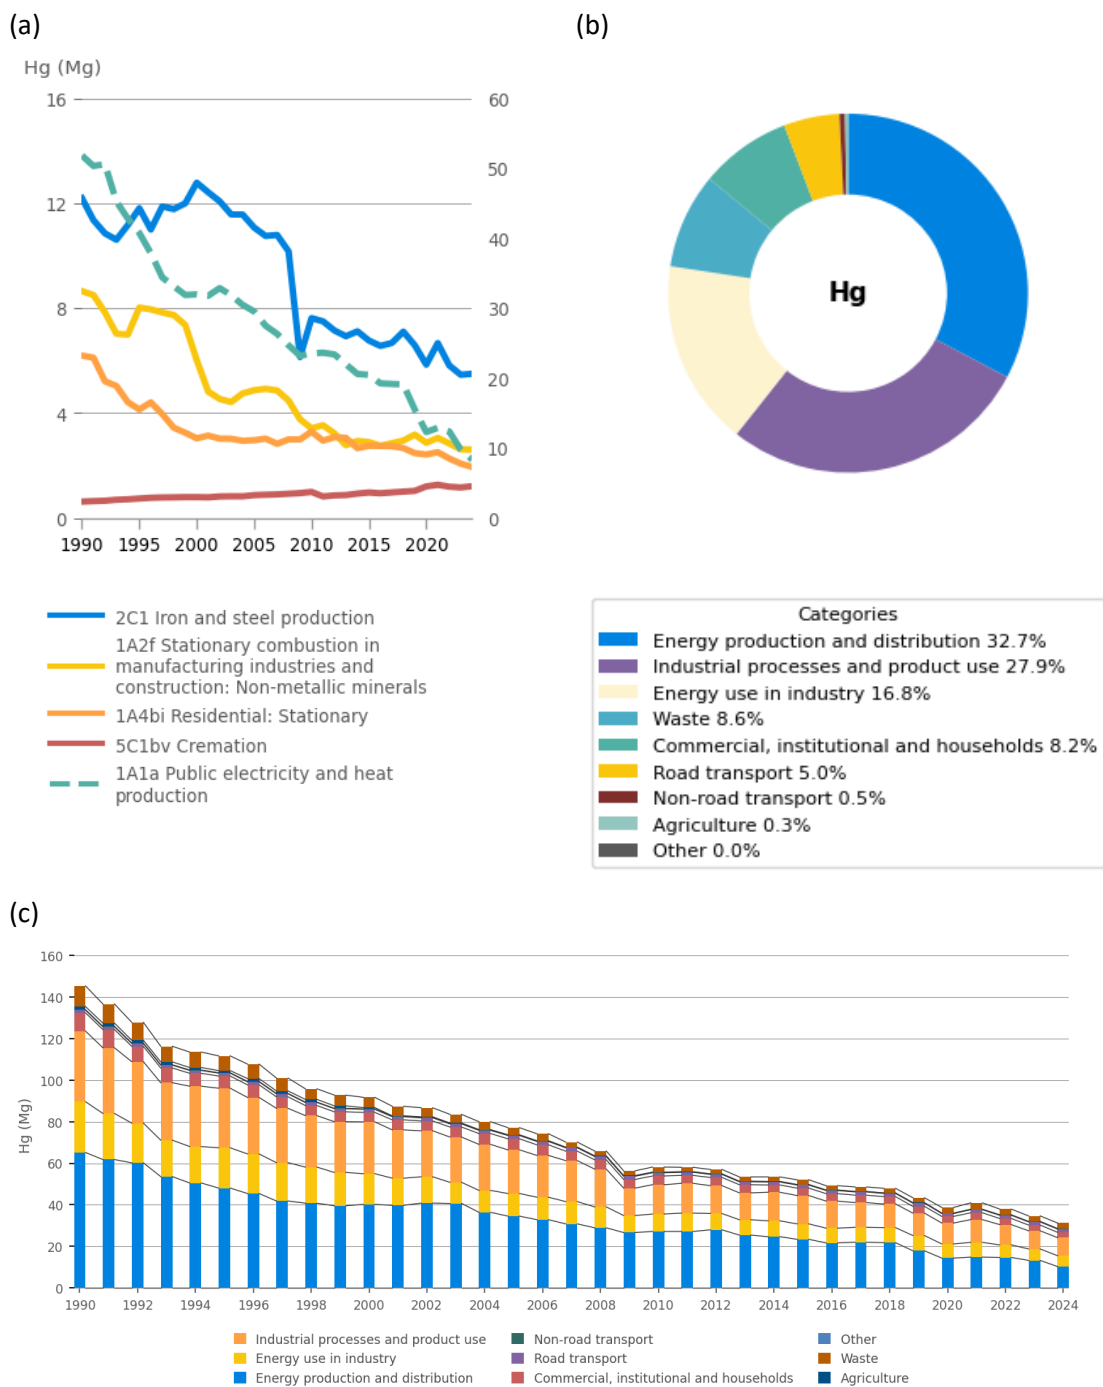 (a)
(b)
Hg (Mg)
16
60
50
12
40
30
8
20
4
10
0
0
1990 1995 2000 2005 2010 2015 2020
Hg
2C1 Iron and steel production
1A2f Stationary combustion in
manufacturing industries and
construction: Non-metallic minerals
1A4bi Residential: Stationary
5C1bv Cremation
1A1a Public electricity and heat
production
Categories
Energy production and distribution 32.7%
Industrial processes and product use 27.9%
Energy use in industry 16.8%
Waste 8.6%
Commercial, institutional and households 8.2%
Road transport 5.0%
Non-road transport 0.5%
Agriculture 0.3%
Other 0.0%
(c)
Hg (Mg)
160
140
120
100
80
60
40
20
0
1990 1992 1994 1996 1998 2000 2002 2004 2006 2008 2010 2012 2014 2016 2018 2020 2022 2024
Industrial processes and product use
Energy use in industry
Energy production and distribution
Non-road transport
Road transport
Commercial, institutional and households
Other
Waste
Agriculture